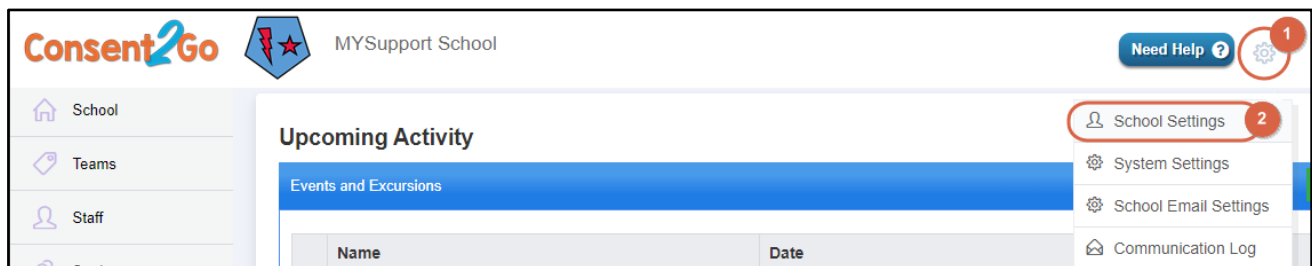 Consent2Go
MYSupport School
Need Help ?
1
School
Teams
Staff
Upcoming Activity
Events and Excursions
Name
Date
School Settings
2
System Settings
School Email Settings
Communication Log